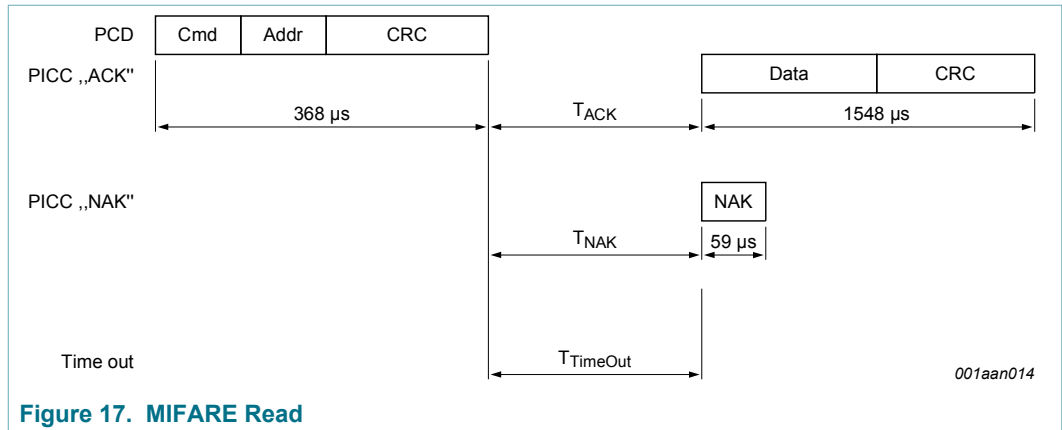 PCD Cmd Addr CRC
PICC ,,ACK'' Data CRC
368 µs TACK 1548 µs
PICC ,,NAK'' NAK
TNAK 59 µs
Time out TTimeOut 001aan014
Figure 17. MIFARE Read